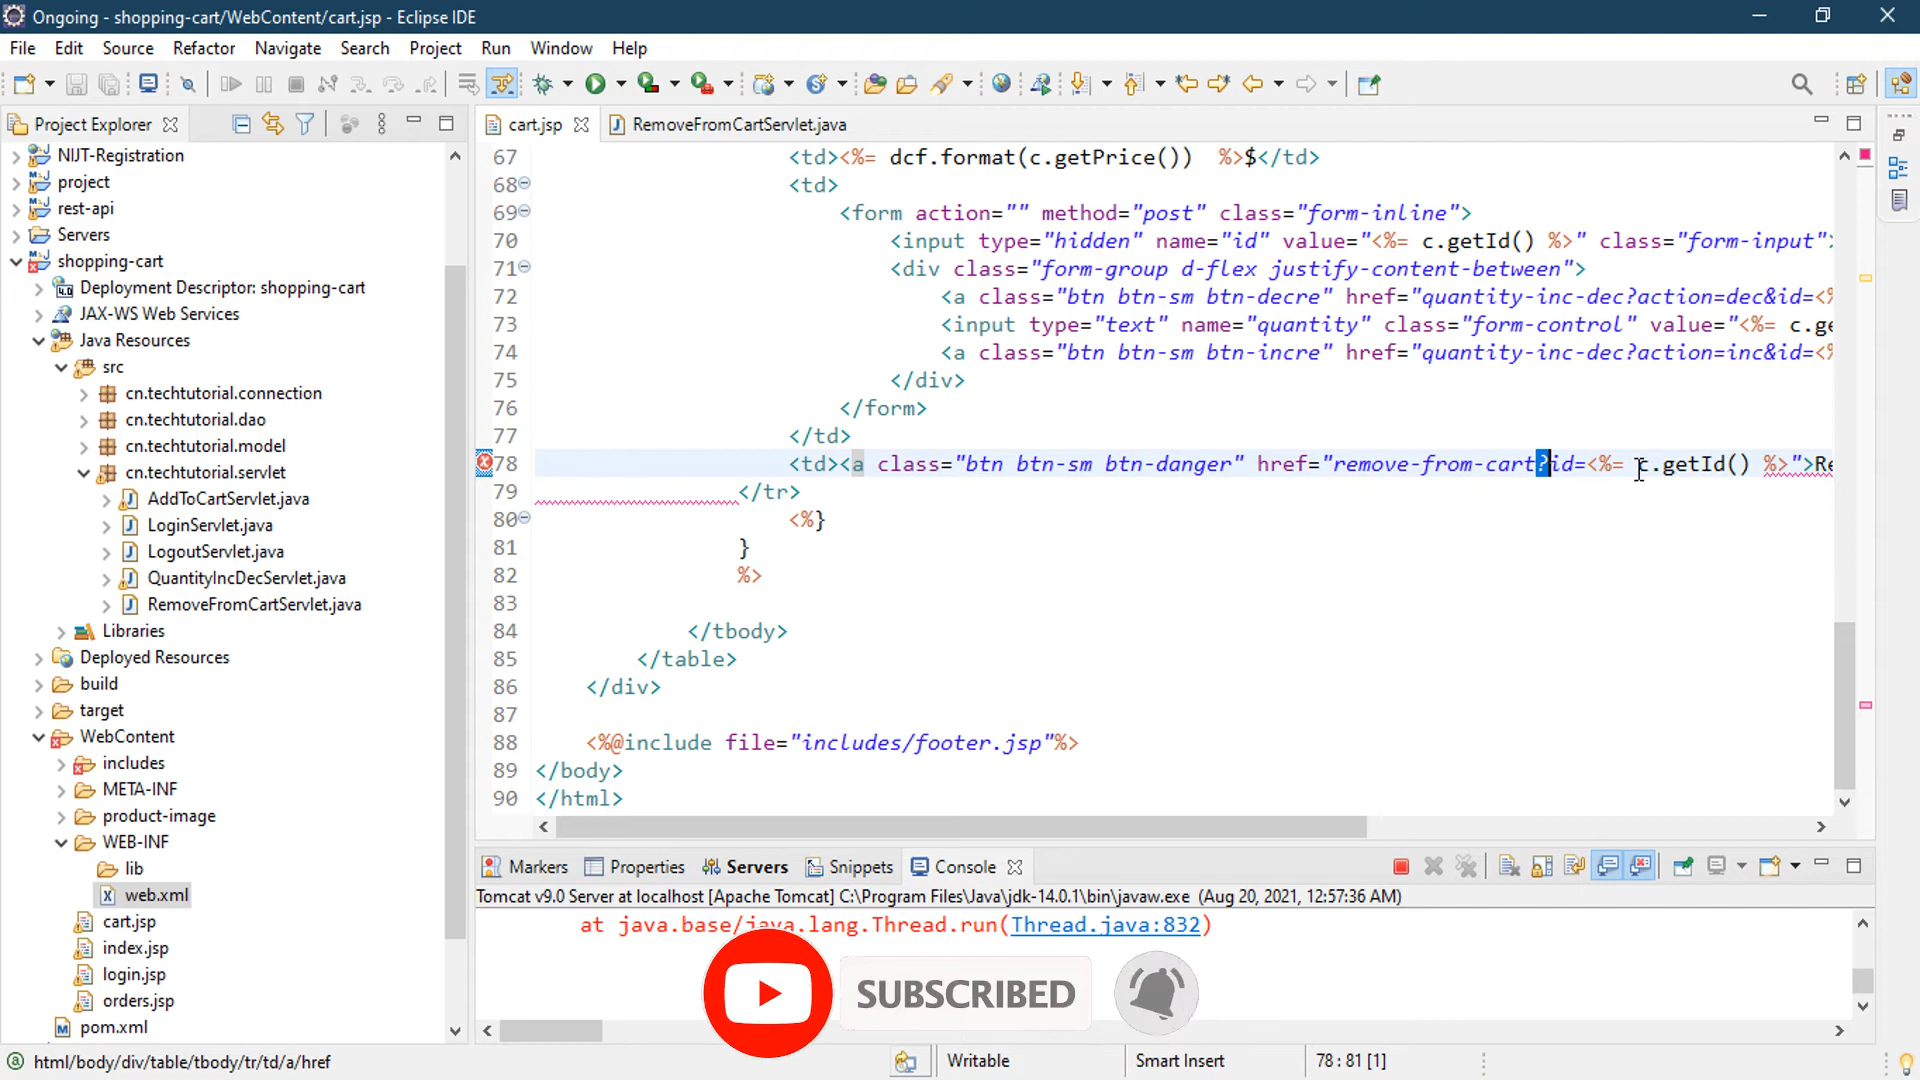 Ongoing - shopping-cart/WebContent/cart.jsp - Eclipse IDE
File Edit Source Refactor Navigate Search Project Run Window Help
Project Explorer
cart.jsp
RemoveFromCartServlet.java
NIJT-Registration
project
rest-api
Servers
shopping-cart
Deployment Descriptor: shopping-cart
JAX-WS Web Services
Java Resources
src
cn.techtutorial.connection
cn.techtutorial.dao
cn.techtutorial.model
cn.techtutorial.servlet
AddToCartServlet.java
LoginServlet.java
LogoutServlet.java
QuantityIncDecServlet.java
RemoveFromCartServlet.java
Libraries
Deployed Resources
build
target
WebContent
includes
META-INF
product-image
WEB-INF
lib
web.xml
cart.jsp
index.jsp
login.jsp
orders.jsp
pom.xml
67 <td><%= dcf.format(c.getPrice()) %>$</td>
68 <td>
69 <form action="" method="post" class="form-inline">
70 <input type="hidden" name="id" value="<%= c.getId() %>" class="form-input">
71 <div class="form-group d-flex justify-content-between">
72 <a class="btn btn-sm btn-decre" href="quantity-inc-dec?action=dec&id=<%
73 <input type="text" name="quantity" class="form-control" value="<%= c.ge
74 <a class="btn btn-sm btn-incre" href="quantity-inc-dec?action=inc&id=<%
75 </div>
76 </form>
77 </td>
78 <td><a class="btn btn-sm btn-danger" href="remove-from-cart?id=<%= c.getId() %>">Re
79 </tr>
80 <%}
81 }
82 %>
83
84 </tbody>
85 </table>
86 </div>
87
88 <%@include file="includes/footer.jsp"%>
89 </body>
90 </html>
Markers Properties Servers Snippets Console
Tomcat v9.0 Server at localhost [Apache Tomcat] C:\Program Files\Java\jdk-14.0.1\bin\javaw.exe (Aug 20, 2021, 12:57:36 AM)
at java.base/java.lang.Thread.run(Thread.java:832)
SUBSCRIBED
html/body/div/table/tbody/tr/td/a/href
Writable
Smart Insert
78 : 81 [1]